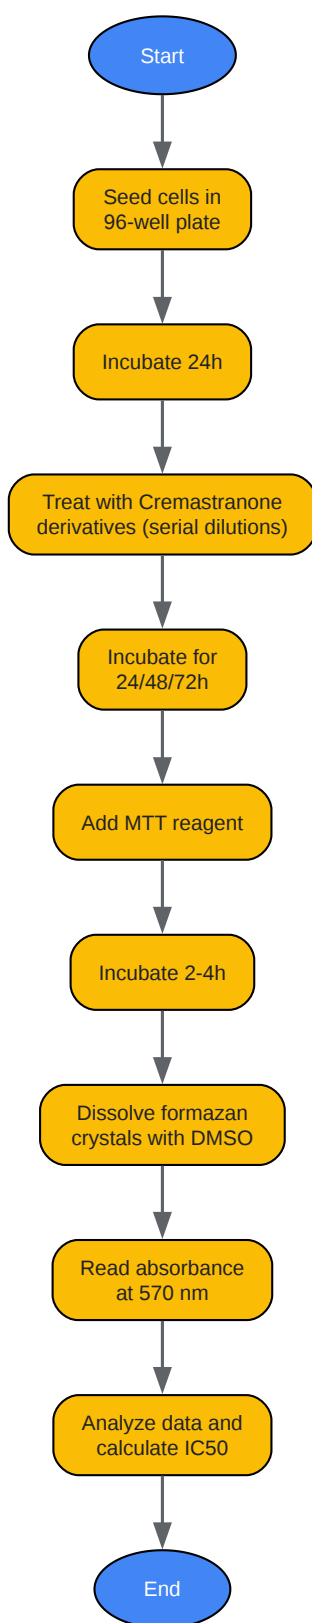 Start
Seed cells in
96-well plate
Incubate 24h
Treat with Cremastranone
derivatives (serial dilutions)
Incubate for
24/48/72h
Add MTT reagent
Incubate 2-4h
Dissolve formazan
crystals with DMSO
Read absorbance
at 570 nm
Analyze data and
calculate IC50
End